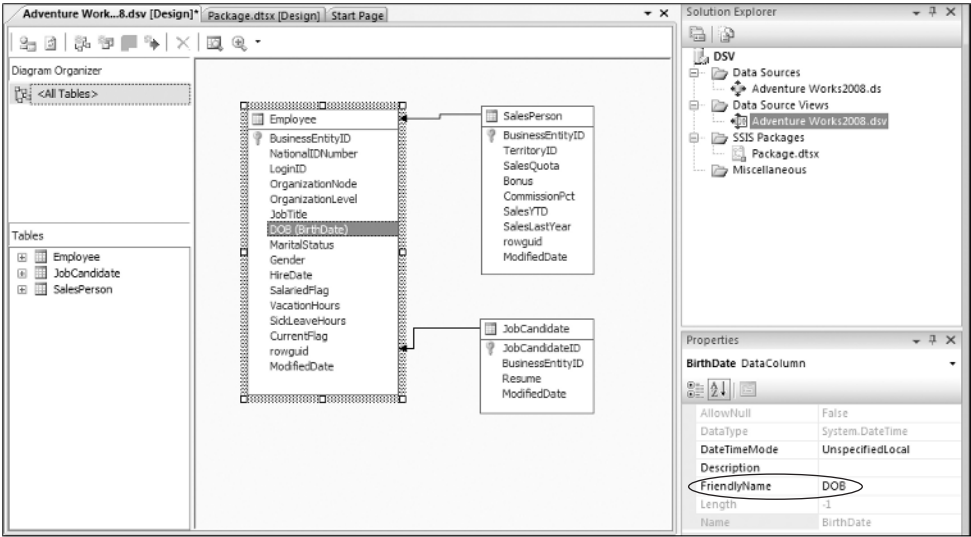 Adventure Work...8.dsv [Design]* Package.dtsx [Design] Start Page
Diagram Organizer
<All Tables>
Tables
Employee
JobCandidate
SalesPerson
Employee
BusinessEntityID
NationalIDNumber
LoginID
OrganizationNode
OrganizationLevel
JobTitle
DOB (BirthDate)
MaritalStatus
Gender
HireDate
SalariedFlag
VacationHours
SickLeaveHours
CurrentFlag
rowguid
ModifiedDate
SalesPerson
BusinessEntityID
TerritoryID
SalesQuota
Bonus
CommissionPct
SalesYTD
SalesLastYear
rowguid
ModifiedDate
JobCandidate
JobCandidateID
BusinessEntityID
Resume
ModifiedDate
Solution Explorer
DSV
Data Sources
Adventure Works2008.ds
Data Source Views
Adventure Works2008.dsv
SSIS Packages
Package.dtsx
Miscellaneous
Properties
BirthDate DataColumn
AllowNull False
DataType System.DateTime
DateTimeMode UnspecifiedLocal
Description
FriendlyName DOB
Length -1
Name BirthDate